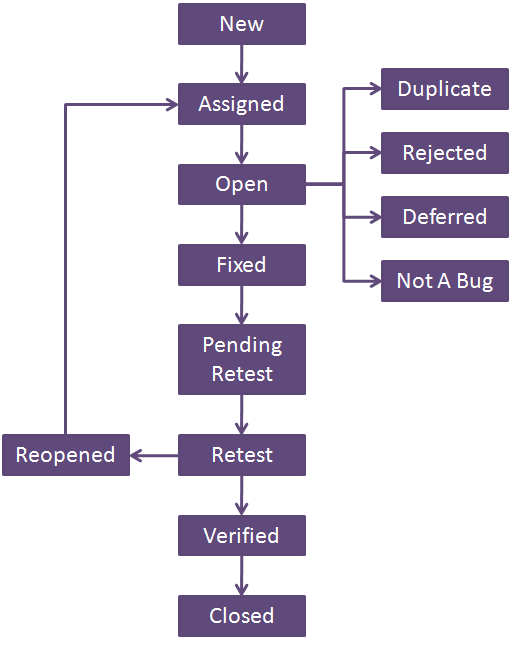 New
Assigned
Duplicate
Rejected
Open
Deferred
Fixed
Not A Bug
Pending
Retest
Reopened
Retest
Verified
Closed